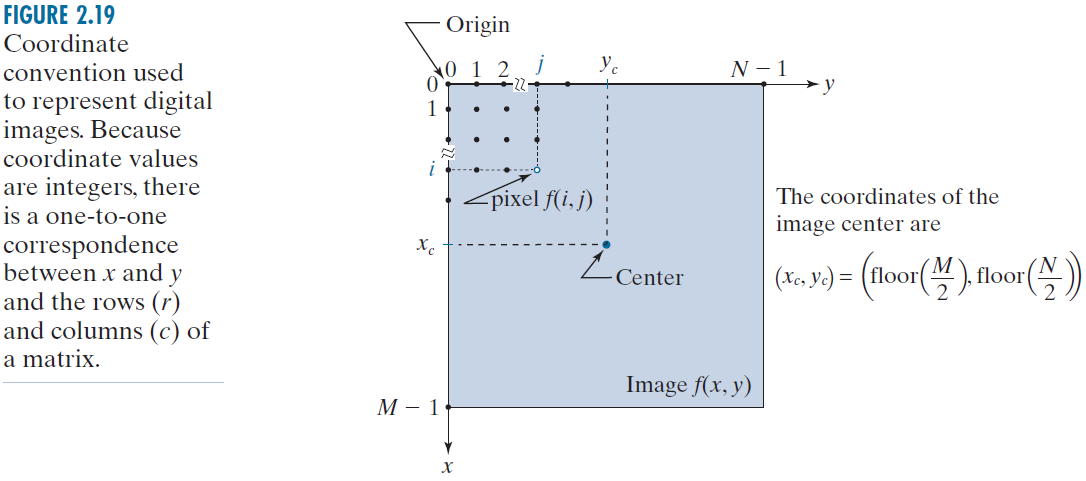 FIGURE 2.19
Coordinate
convention used
to represent digital
images. Because
coordinate values
are integers, there
is a one-to-one
correspondence
between x and y
and the rows (r)
and columns (c) of
a matrix.
Origin
0 1 2 j y_c N − 1
y
0
1
i
pixel f(i, j)
x_c
Center
Image f(x, y)
M − 1
x
The coordinates of the
image center are
(x_c, y_c) = (floor(M/2), floor(N/2))